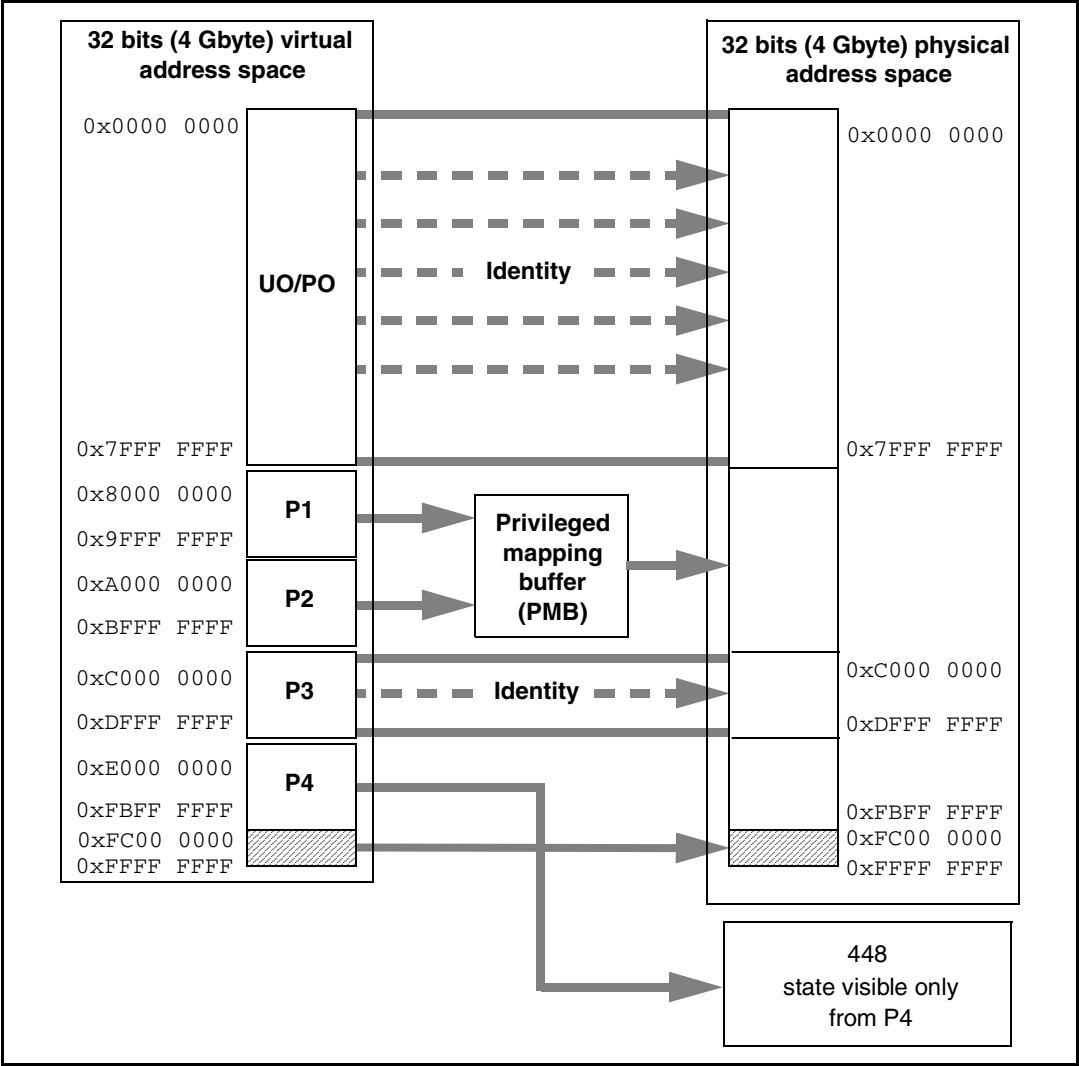 32 bits (4 Gbyte) virtual
address space
0x0000 0000
UO/PO
0x7FFF FFFF
0x8000 0000
P1
0x9FFF FFFF
0xA000 0000
P2
0xBFFF FFFF
0xC000 0000
P3
0xDFFF FFFF
0xE000 0000
P4
0xFBFF FFFF
0xFC00 0000
0xFFFF FFFF
Identity
Privileged
mapping
buffer
(PMB)
Identity
32 bits (4 Gbyte) physical
address space
0x0000 0000
0x7FFF FFFF
0xC000 0000
0xDFFF FFFF
0xFBFF FFFF
0xFC00 0000
0xFFFF FFFF
448
state visible only
from P4